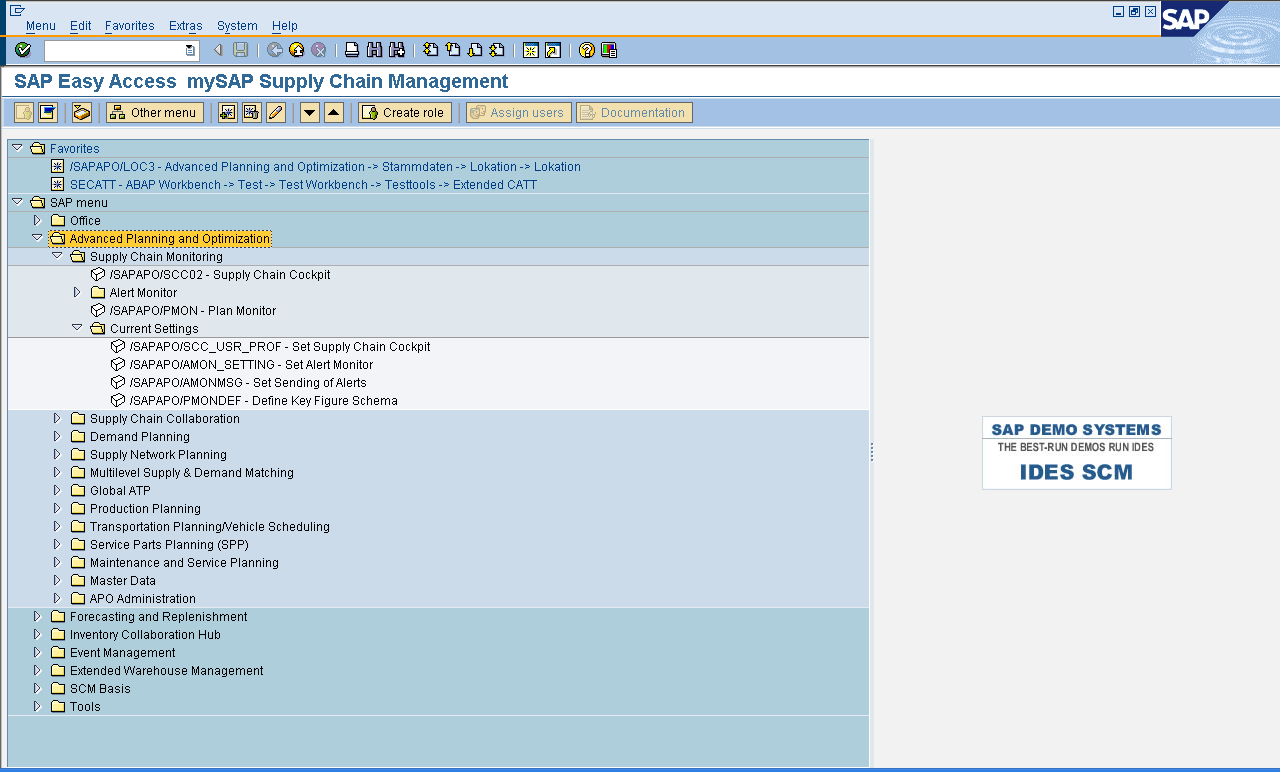 Menu Edit Favorites Extras System Help
SAP
SAP Easy Access mySAP Supply Chain Management
Other menu Create role Assign users Documentation
Favorites
/SAPAPO/LOC3 - Advanced Planning and Optimization -> Stammdaten -> Lokation -> Lokation
SECATT - ABAP Workbench -> Test -> Test Workbench -> Testtools -> Extended CATT
SAP menu
Office
Advanced Planning and Optimization
Supply Chain Monitoring
/SAPAPO/SCC02 - Supply Chain Cockpit
Alert Monitor
/SAPAPO/PMON - Plan Monitor
Current Settings
/SAPAPO/SCC_USR_PROF - Set Supply Chain Cockpit
/SAPAPO/AMON_SETTING - Set Alert Monitor
/SAPAPO/AMONMSG - Set Sending of Alerts
/SAPAPO/PMONDEF - Define Key Figure Schema
Supply Chain Collaboration
Demand Planning
Supply Network Planning
Multilevel Supply & Demand Matching
Global ATP
Production Planning
Transportation Planning/Vehicle Scheduling
Service Parts Planning (SPP)
Maintenance and Service Planning
Master Data
APO Administration
Forecasting and Replenishment
Inventory Collaboration Hub
Event Management
Extended Warehouse Management
SCM Basis
Tools
SAP DEMO SYSTEMS
THE BEST-RUN DEMOS RUN IDES
IDES SCM